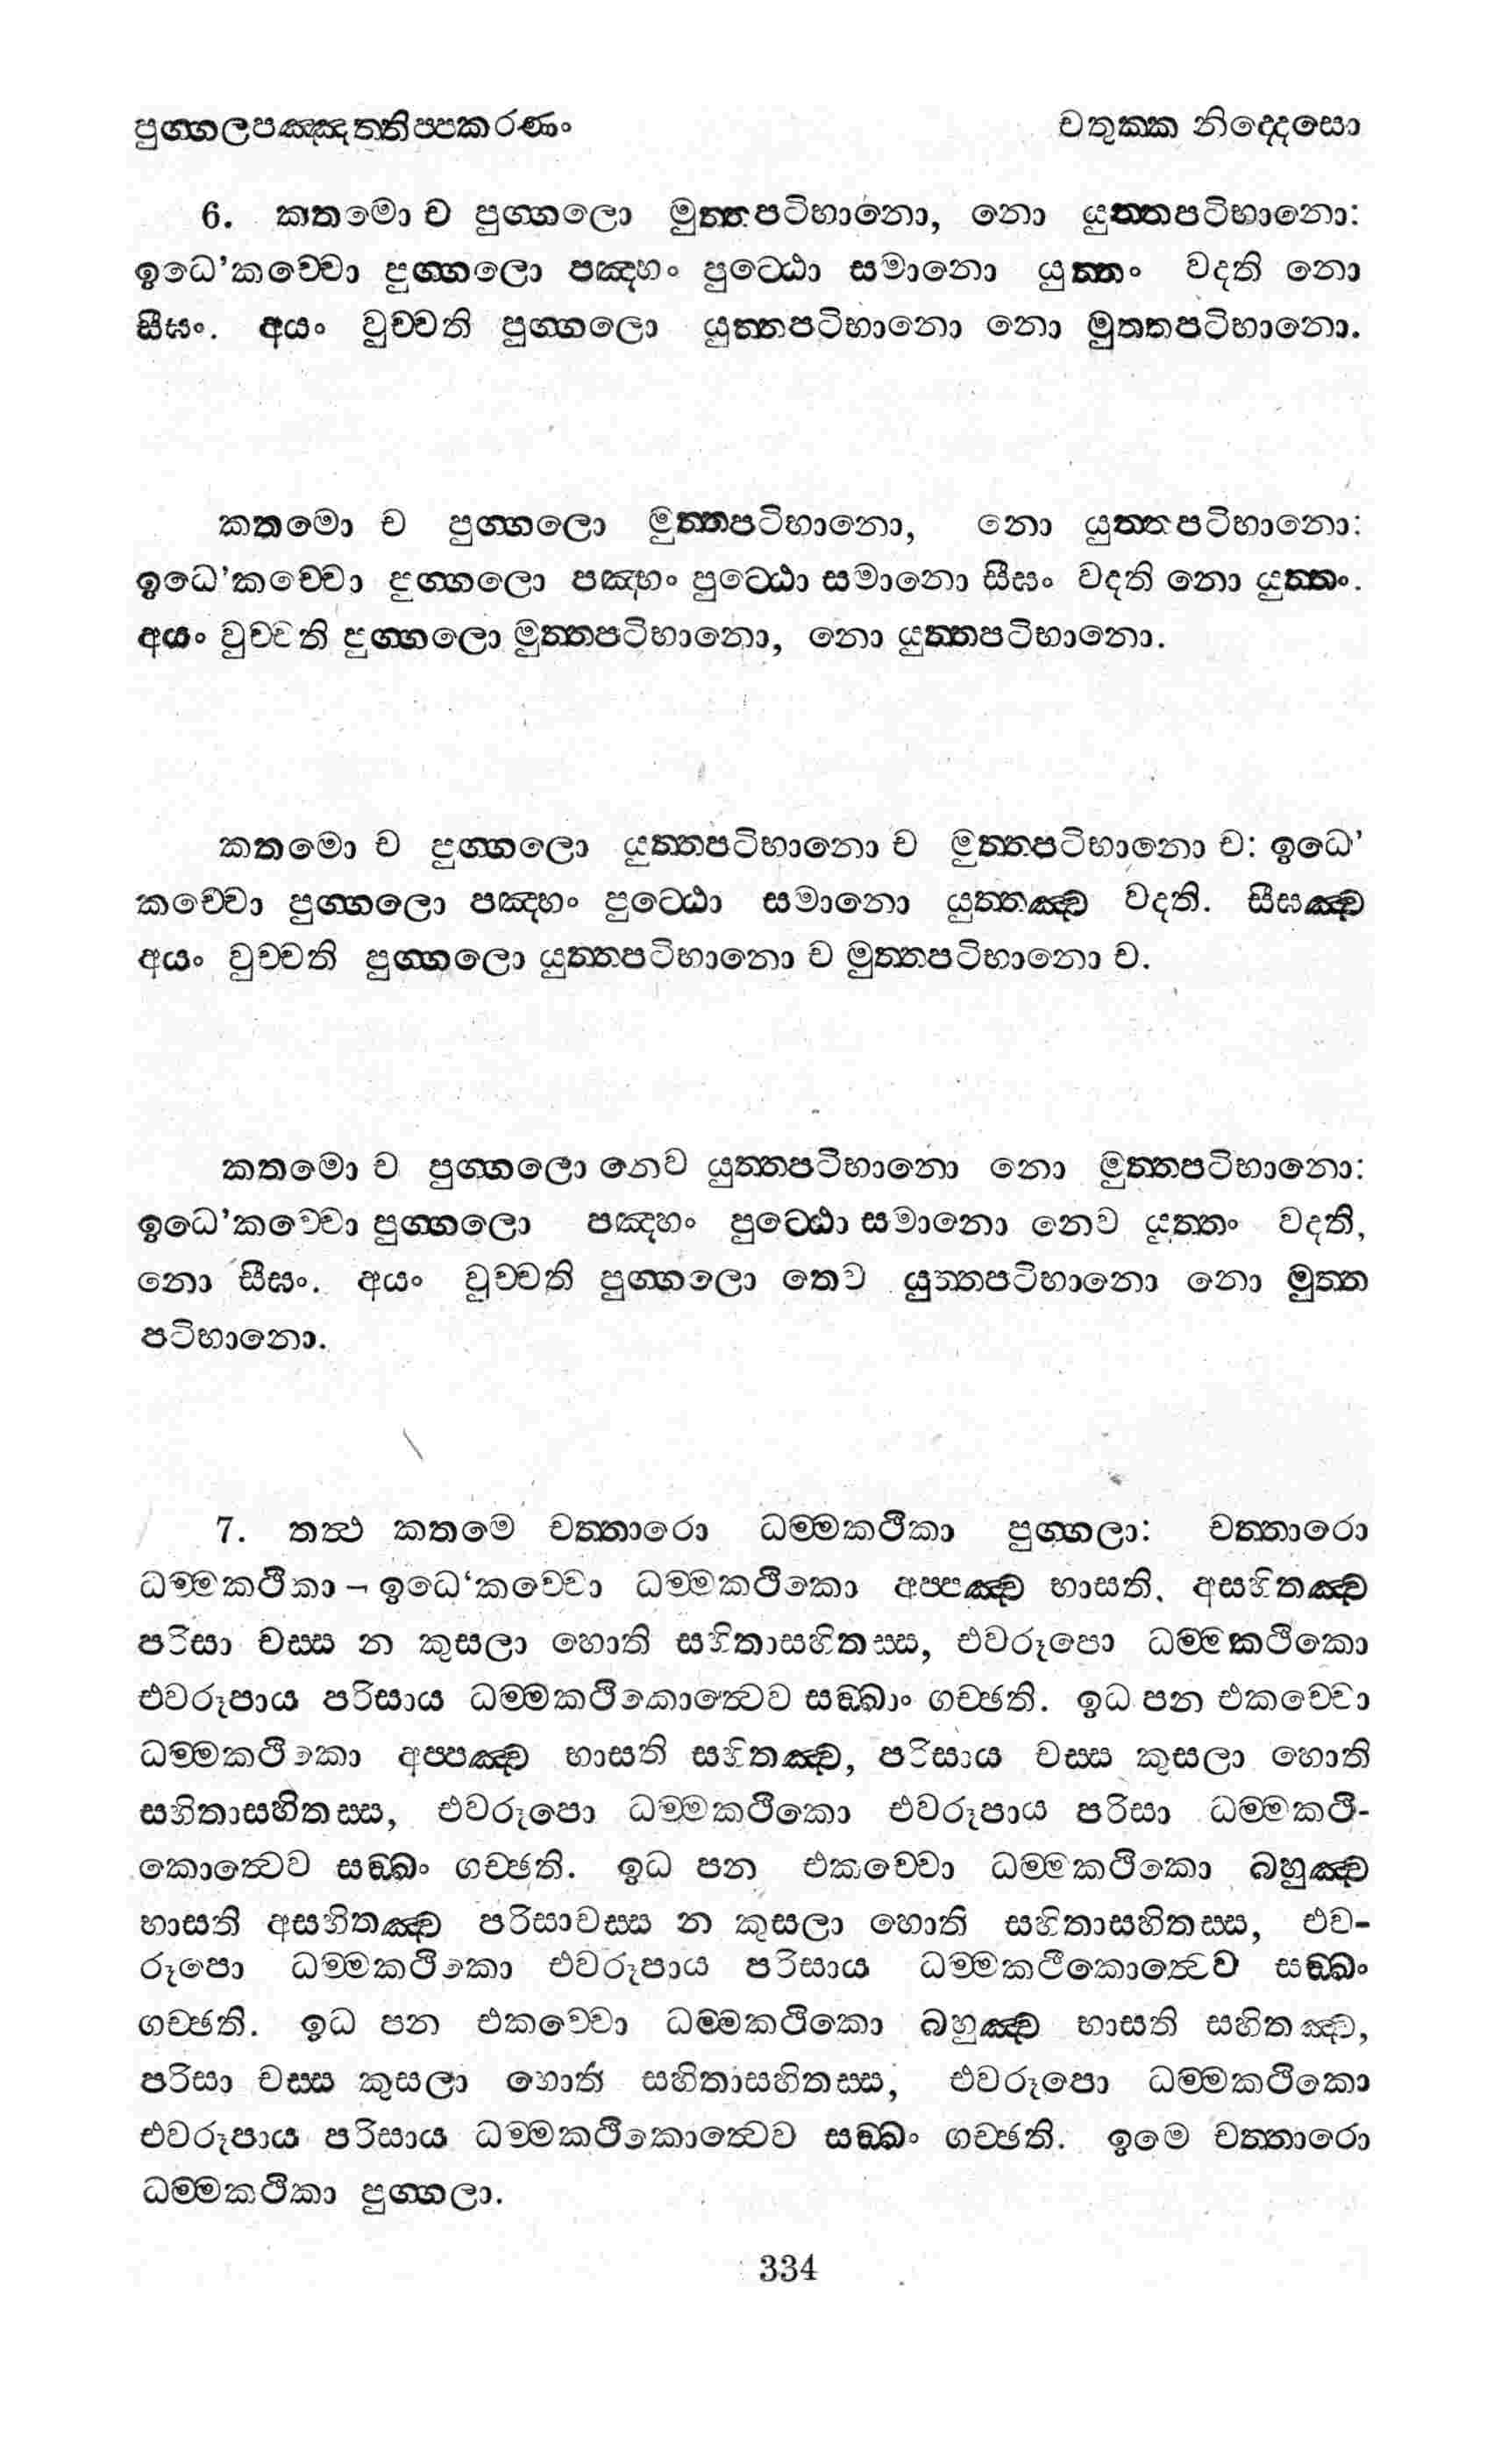 පුග්ගලපඤ්ඤත්තිප්පකරණං චතුක්ක නිද්දෙසො
6. කතමො ච පුග්ගලො මුත්තපටිභානො, නො යුත්තපටිභානො:
ඉධෙ'කච්චො පුග්ගලො පඤ්හං පුට්ඨො සමානො යුත්තං වදති නො
සීඝං. අයං වුච්චති පුග්ගලො යුත්තපටිභානො නො මුත්තපටිභානො.
කතමො ච පුග්ගලො මුත්තපටිභානො, නො යුත්තපටිභානො:
ඉධෙ'කච්චො පුග්ගලො පඤ්හං පුට්ඨො සමානො සීඝං වදති නො යුත්තං.
අයං වුච්චති පුග්ගලො මුත්තපටිභානො, නො යුත්තපටිභානො.
කතමො ච පුග්ගලො යුත්තපටිභානො ච මුත්තපටිභානො ච: ඉධෙ'
කච්චො පුග්ගලො පඤ්හං පුට්ඨො සමානො යුත්තඤ්ච වදති. සීඝඤ්ච
අයං වුච්චති පුග්ගලො යුත්තපටිභානො ච මුත්තපටිභානො ච.
කතමො ච පුග්ගලො නෙව යුත්තපටිභානො නො මුත්තපටිභානො:
ඉධෙ'කච්චො පුග්ගලො පඤ්හං පුට්ඨො සමානො නෙව යුත්තං වදති,
නො සීඝං. අයං වුච්චති පුග්ගලො නෙව යුත්තපටිභානො නො මුත්ත
පටිභානො.
7. තත්ථ කතමෙ චත්තාරො ධම්මකථිකා පුග්ගලා: චත්තාරො
ධම්මකථිකා - ඉධෙ'කච්චො ධම්මකථිකො අප්පඤ්ච භාසති, අසහිතඤ්ච
පරිසා චස්ස න කුසලා හොති සහිතාසහිතස්ස, එවරූපො ධම්මකථිකො
එවරූපාය පරිසාය ධම්මකථිකොත්වෙව සඞ්ඛාං ගච්ඡති. ඉධ පන එකච්චො
ධම්මකථිකො අප්පඤ්ච භාසති සහිතඤ්ච, පරිසාය චස්ස කුසලා හොති
සහිතාසහිතස්ස, එවරූපො ධම්මකථිකො එවරූපාය පරිසා ධම්මකථි-
කොත්වෙව සඞ්ඛං ගච්ඡති. ඉධ පන එකච්චො ධම්මකථිකො බහුඤ්ච
භාසති අසහිතඤ්ච පරිසාචස්ස න කුසලා හොති සහිතාසහිතස්ස, එව-
රූපො ධම්මකථිකො එවරූපාය පරිසාය ධම්මකථිකොත්වෙව සඞ්ඛං
ගච්ඡති. ඉධ පන එකච්චො ධම්මකථිකො බහුඤ්ච භාසති සහිතඤ්ච,
පරිසා චස්ස කුසලා හොති සහිතාසහිතස්ස, එවරූපො ධම්මකථිකො
එවරූපාය පරිසාය ධම්මකථිකොත්වෙව සඞ්ඛං ගච්ඡති. ඉමෙ චත්තාරො
ධම්මකථිකා පුග්ගලා.
334